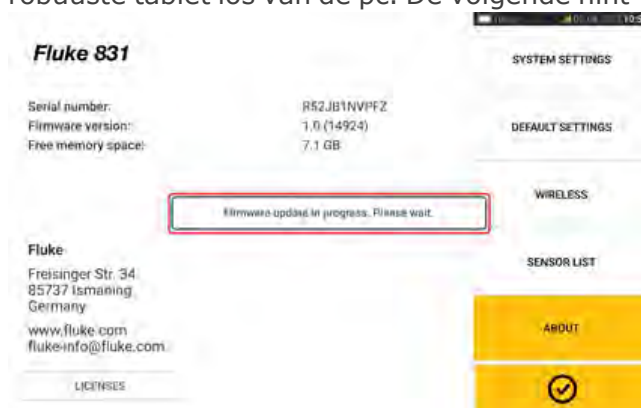 robuuste tablet los van de pc. De volgende hint
Fluke 831
Serial number: R52JB1NVPFZ
Firmware version: 1.0 (14924)
Free memory space: 7.1 GB
Firmware update in progress. Please wait.
Fluke
Freisinger Str. 34
85737 Ismaning
Germany
www.fluke.com
fluke-info@fluke.com
LICENSES
SYSTEM SETTINGS
DEFAULT SETTINGS
WIRELESS
SENSOR LIST
ABOUT